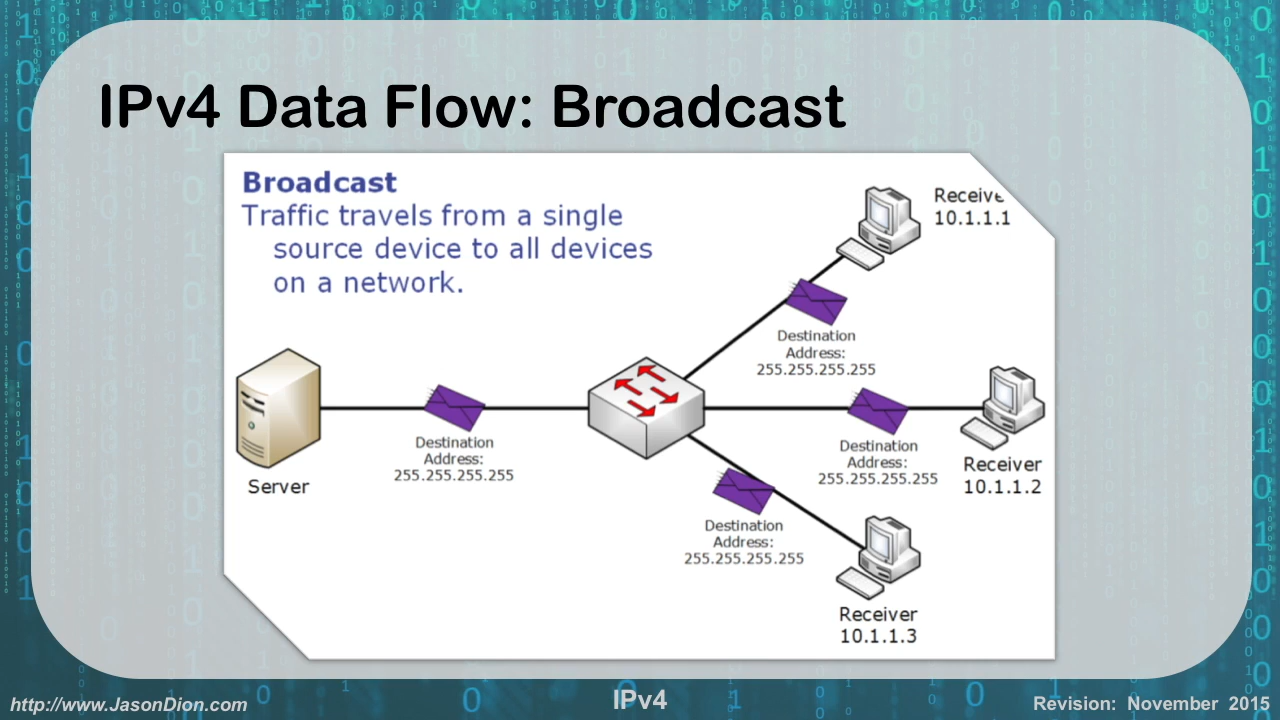 IPv4 Data Flow: Broadcast
Broadcast
Traffic travels from a single
source device to all devices
on a network.
Receive
10.1.1.1
Destination
Address:
255.255.255.255
Server
Destination
Address:
255.255.255.255
Destination
Address:
255.255.255.255
Receiver
10.1.1.2
Destination
Address:
255.255.255.255
Receiver
10.1.1.3
http://www.JasonDion.com
IPv4
Revision: November 2015